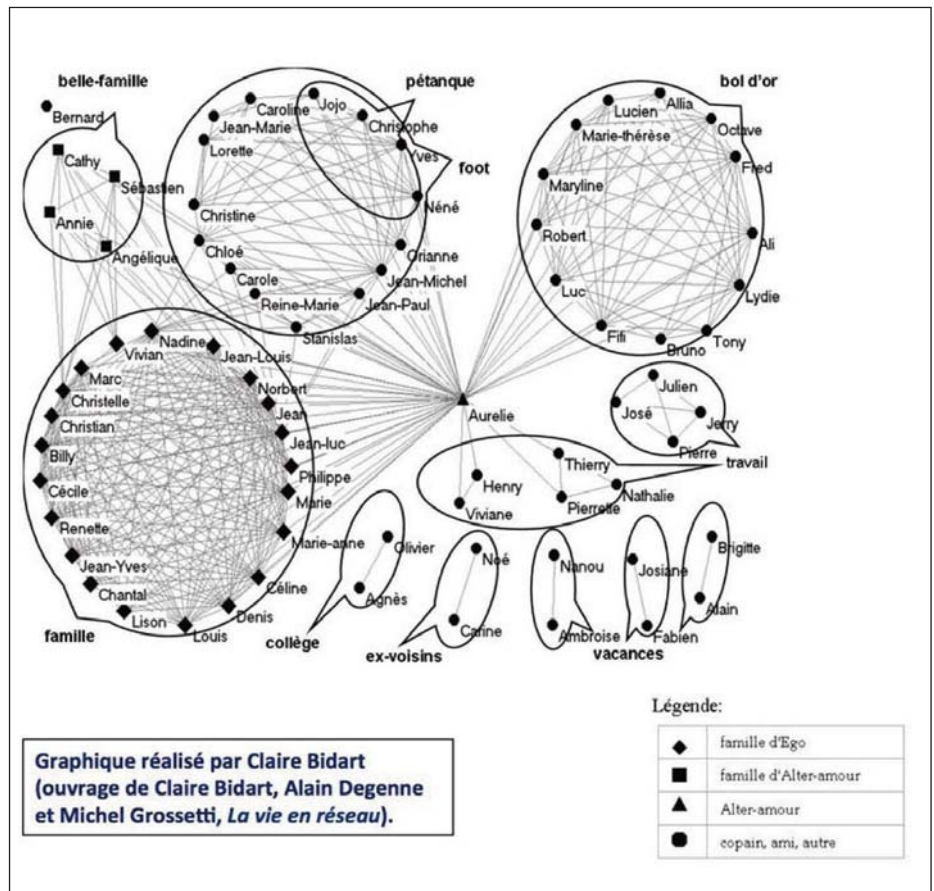 belle-famille
pétanque
bol d'or
Bernard
Caroline
Jojo
Lucien
Allia
Jean-Marie
Christophe
Marie-thérèse
Octave
Lorette
Yves
Cathy
foot
Fred
Sébastien
Maryline
Christine
Néné
Annie
Robert
Ali
Chloé
Orianne
Angélique
Carole
Jean-Michel
Luc
Lydie
Reine-Marie
Jean-Paul
Stanislas
Fifi
Tony
Bruno
Nadine
Vivian
Jean-Louis
Marc
Norbert
Julien
Christelle
Jean
Aurelie
José
Jerry
Christian
Jean-luc
Pierre
Billy
Thierry
travail
Philippe
Henry
Cécile
Marie
Nathalie
Viviane
Pierrette
Renette
Marie-anne
Olivier
Noé
Nanou
Josiane
Brigitte
Jean-Yves
Céline
Chantal
Agnès
Alain
Lison
Denis
Carine
Ambroise
Fabien
famille
Louis
collège
ex-voisins
vacances
Légende:
famille d'Ego
famille d'Alter-amour
Alter-amour
copain, ami, autre
Graphique réalisé par Claire Bidart
(ouvrage de Claire Bidart, Alain Degenne
et Michel Grossetti, La vie en réseau).